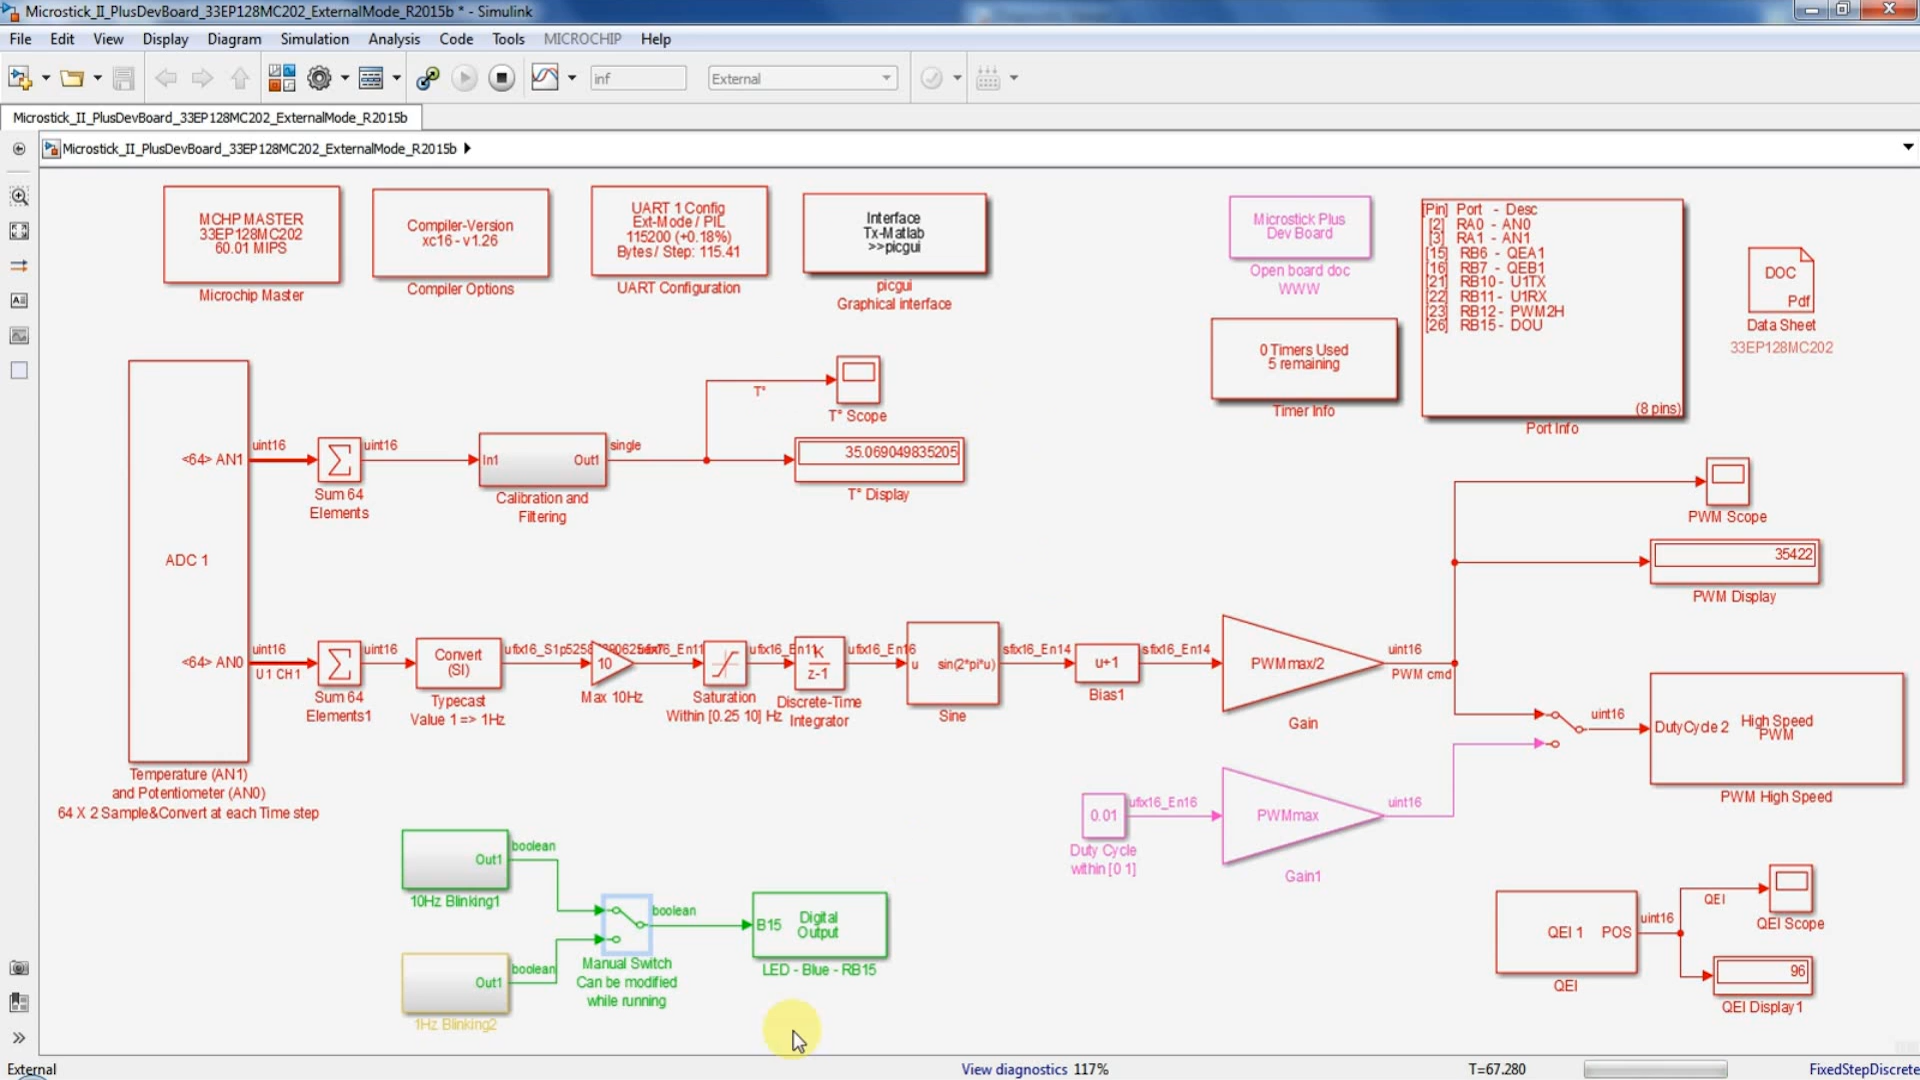 Microstick_II_PlusDevBoard_33EP128MC202_ExternalMode_R2015b * - Simulink
File Edit View Display Diagram Simulation Analysis Code Tools MICROCHIP Help
inf
External
Microstick_II_PlusDevBoard_33EP128MC202_ExternalMode_R2015b
Microstick_II_PlusDevBoard_33EP128MC202_ExternalMode_R2015b
MCHP MASTER
33EP128MC202
60.01 MIPS
Microchip Master
Compiler-Version
xc16 - v1.26
Compiler Options
UART 1 Config
Ext-Mode / PIL
115200 (+0.18%)
Bytes / Step: 115.41
UART Configuration
Interface
Tx-Matlab
>>picgui
picgui
Graphical interface
Microstick Plus
Dev Board
Open board doc
WWW
[Pin] Port - Desc
[2] RA0 - AN0
[3] RA1 - AN1
[15] RB6 - QEA1
[16] RB7 - QEB1
[21] RB10 - U1TX
[22] RB11 - U1RX
[23] RB12 - PWM2H
[26] RB15 - DOU
(8 pins)
Port Info
DOC
Pdf
Data Sheet
33EP128MC202
0 Timers Used
5 remaining
Timer Info
<64> AN1
ADC 1
<64> AN0
Temperature (AN1)
and Potentiometer (AN0)
64 X 2 Sample&Convert at each Time step
uint16
Sum 64
Elements
uint16
In1
Out1
Calibration and
Filtering
single
T°
T° Scope
35.069049835205
T° Display
PWM Scope
35422
PWM Display
uint16
U1 CH1
Sum 64
Elements1
uint16
Convert
(SI)
Typecast
Value 1 => 1Hz
10
Max 10Hz
Saturation
Within [0.25 10] Hz
K
z-1
Discrete-Time
Integrator
ufix16_En16
u
sin(2*pi*u)
Sine
sfix16_En14
u+1
Bias1
sfix16_En14
PWMmax/2
Gain
uint16
PWM cmd
uint16
DutyCycle 2
High Speed
PWM
PWM High Speed
0.01
Duty Cycle
within [0 1]
ufix16_En16
PWMmax
Gain1
uint16
Out1
10Hz Blinking1
boolean
Out1
1Hz Blinking2
boolean
Manual Switch
Can be modified
while running
boolean
B15
Digital
Output
LED - Blue - RB15
QEI 1
POS
QEI
uint16
QEI
QEI Scope
96
QEI Display1
External
View diagnostics 117%
T=67.280
FixedStepDiscrete